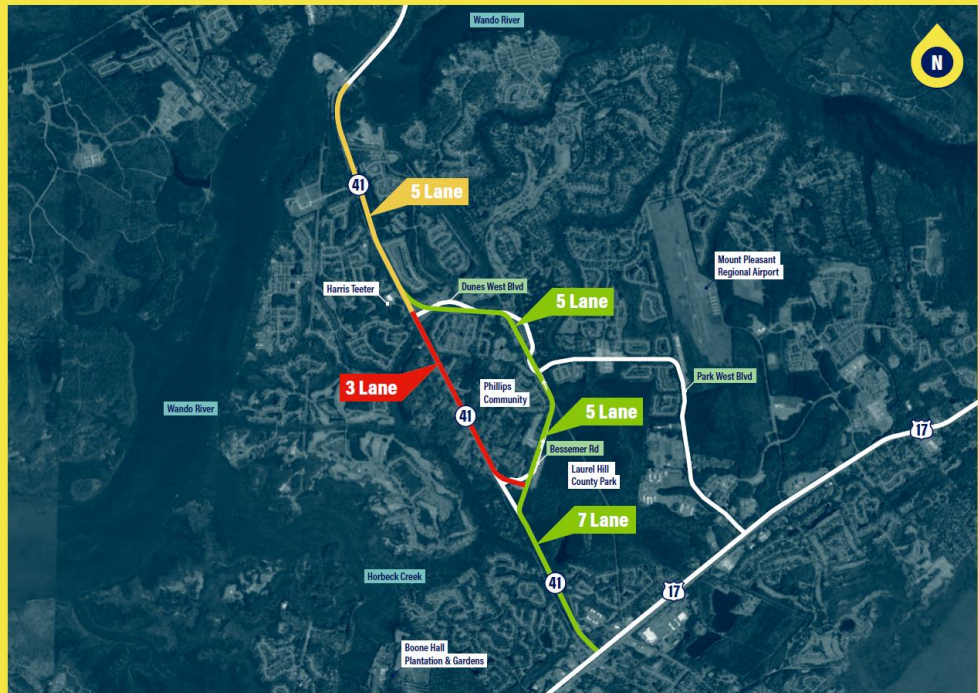 Wando River
N
41
5 Lane
Mount Pleasant
Regional Airport
Harris Teeter
Dunes West Blvd
5 Lane
3 Lane
Phillips
Community
Park West Blvd
Wando River
41
5 Lane
17
Bessemer Rd
Laurel Hill
County Park
7 Lane
Horbeck Creek
41
17
Boone Hall
Plantation & Gardens